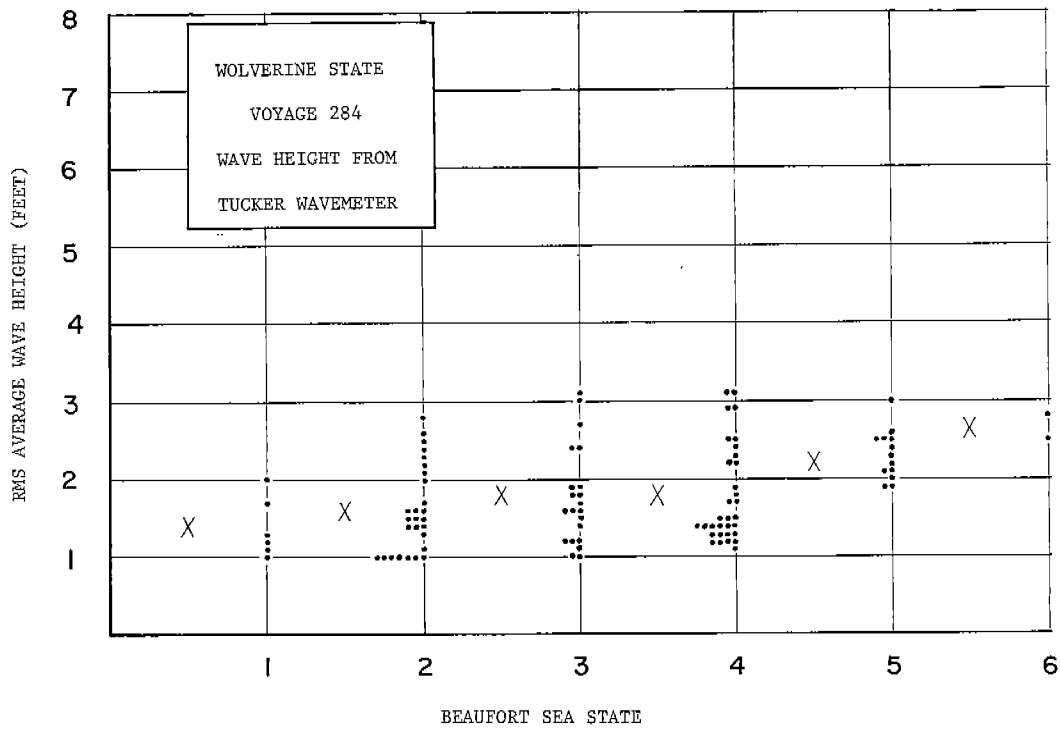 WOLVERINE STATE
VOYAGE 284
WAVE HEIGHT FROM
TUCKER WAVEMETER
RMS AVERAGE WAVE HEIGHT (FEET)
8
7
6
5
4
3
2
1
1 2 3 4 5 6
BEAUFORT SEA STATE